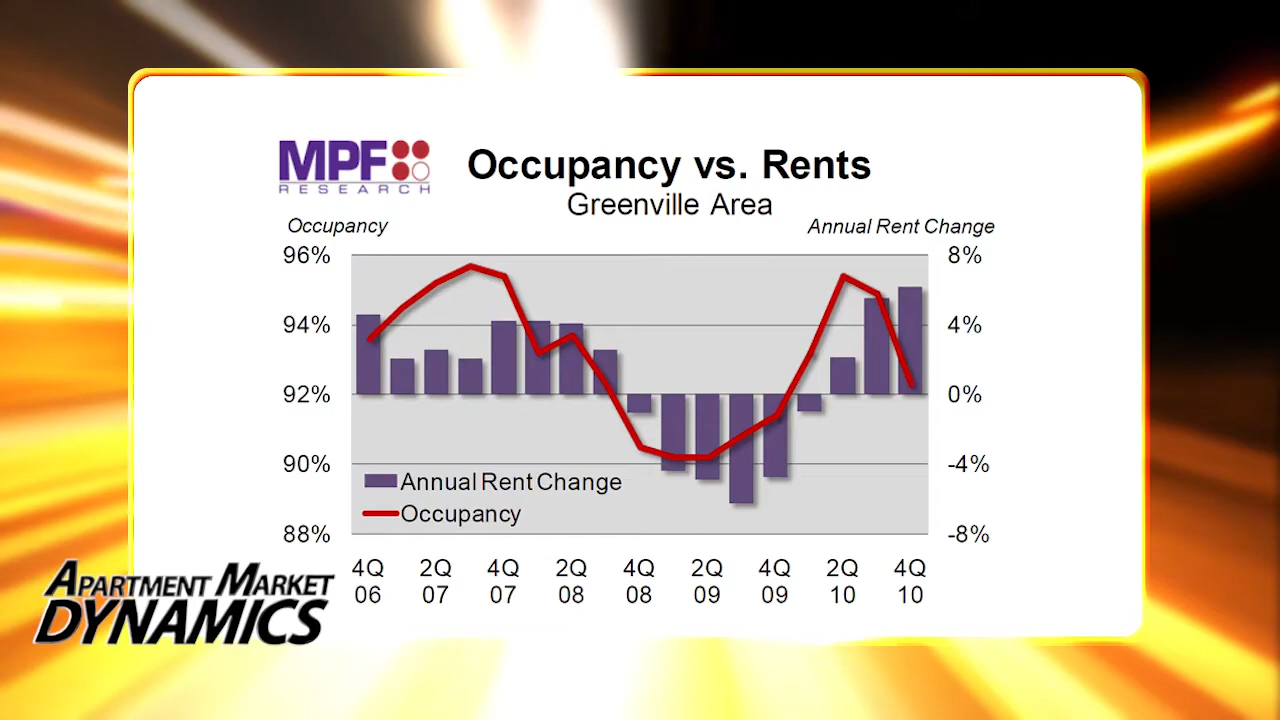 MPF
RESEARCH
Occupancy vs. Rents
Greenville Area
Occupancy
Annual Rent Change
96%
8%
94%
4%
92%
0%
90%
-4%
88%
-8%
Annual Rent Change
Occupancy
4Q 2Q 4Q 2Q 4Q 2Q 4Q 2Q 4Q
06 07 07 08 08 09 09 10 10
APARTMENT MARKET
DYNAMICS